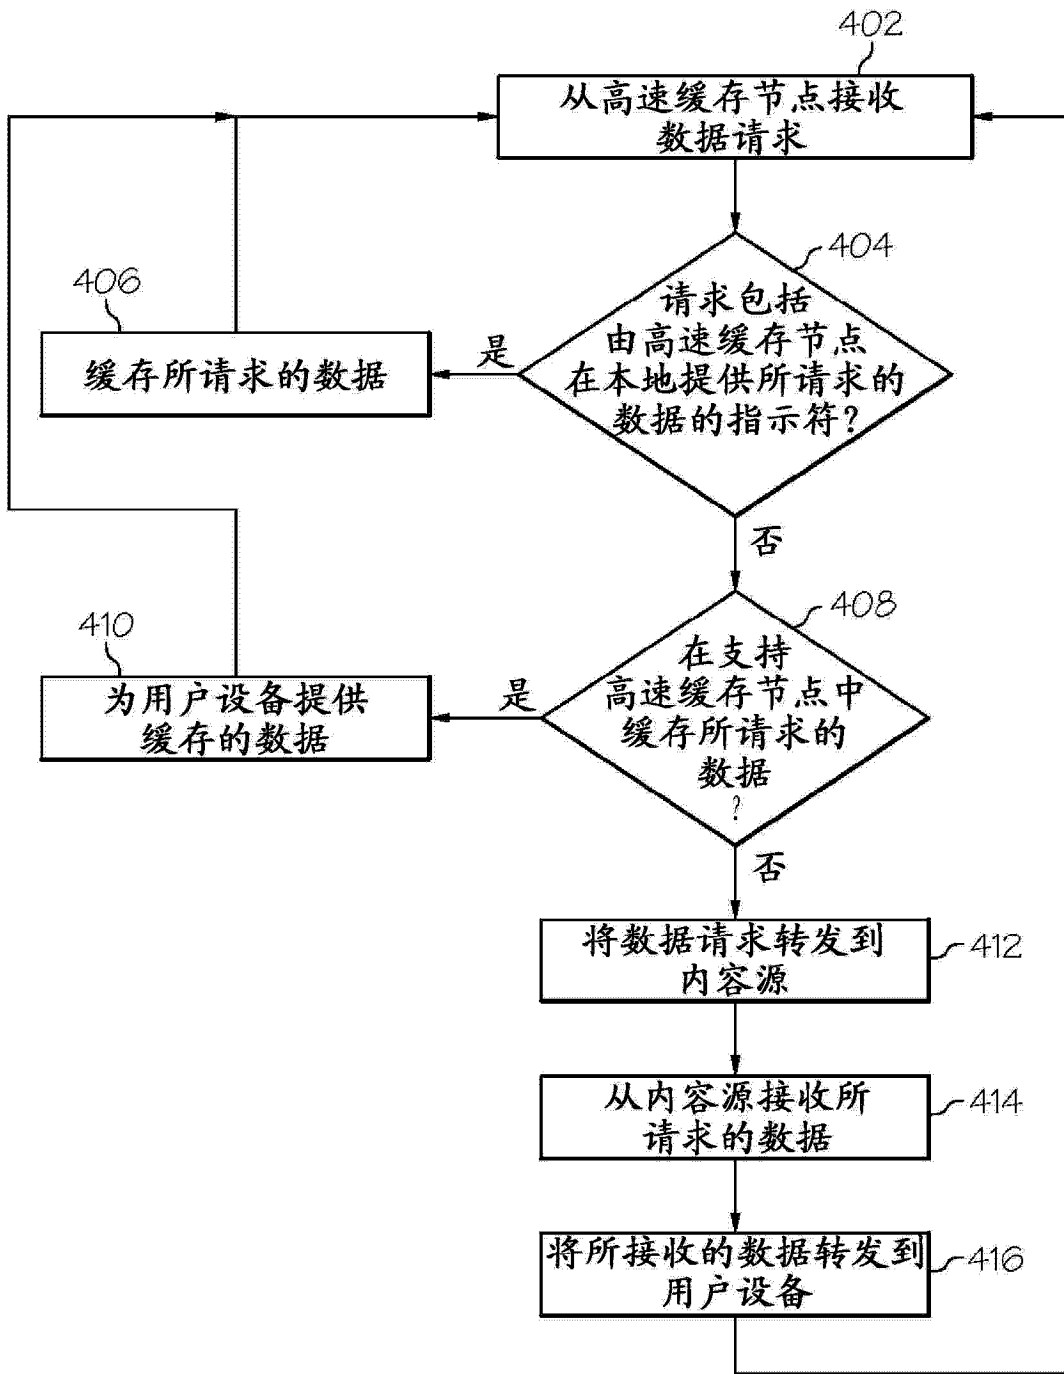 402
从高速缓存节点接收
数据请求
404
请求包括
由高速缓存节点
在本地提供所请求的
数据的指示符?
是
406
缓存所请求的数据
否
408
在支持
高速缓存节点中
缓存所请求的
数据
?
是
410
为用户设备提供
缓存的数据
否
将数据请求转发到
内容源
412
从内容源接收所
请求的数据
414
将所接收的数据转发到
用户设备
416